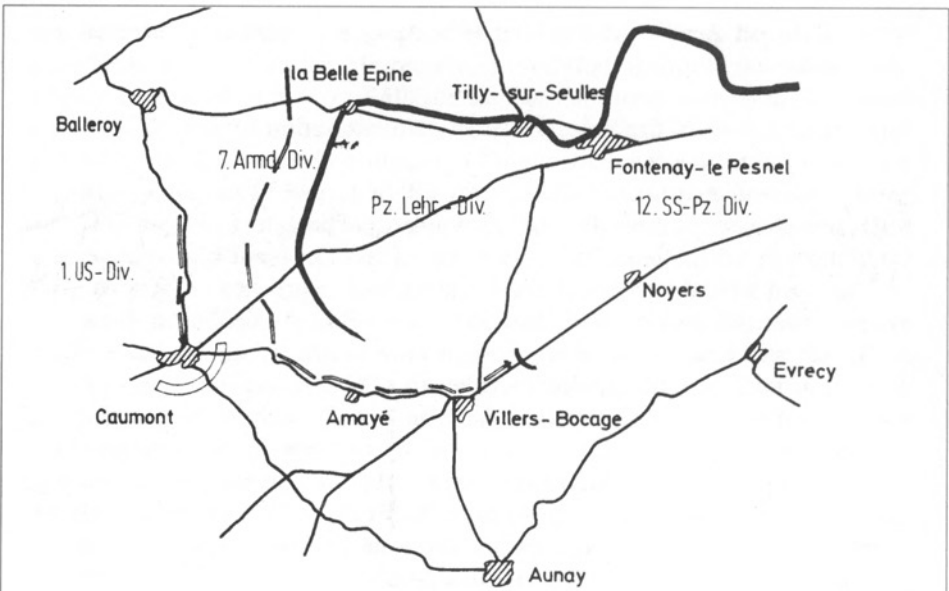 la Belle Epine
Tilly-sur-Seulles
Balleroy
7. Armd. Div.
Fontenay-le Pesnel
Pz. Lehr-Div.
12. SS-Pz. Div.
1. US-Div.
Noyers
Evrecy
Caumont
Amayé
Villers-Bocage
Aunay